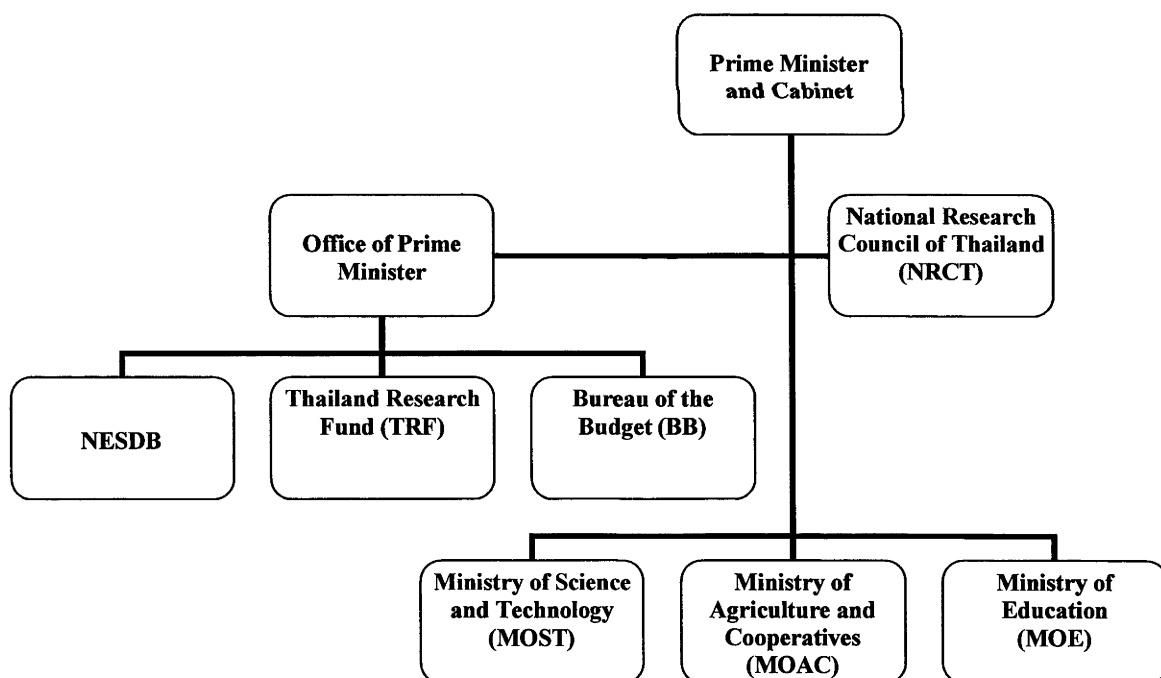 Prime Minister
and Cabinet
Office of Prime
Minister
National Research
Council of Thailand
(NRCT)
NESDB
Thailand Research
Fund (TRF)
Bureau of the
Budget (BB)
Ministry of Science
and Technology
(MOST)
Ministry of
Agriculture and
Cooperatives
(MOAC)
Ministry of
Education
(MOE)